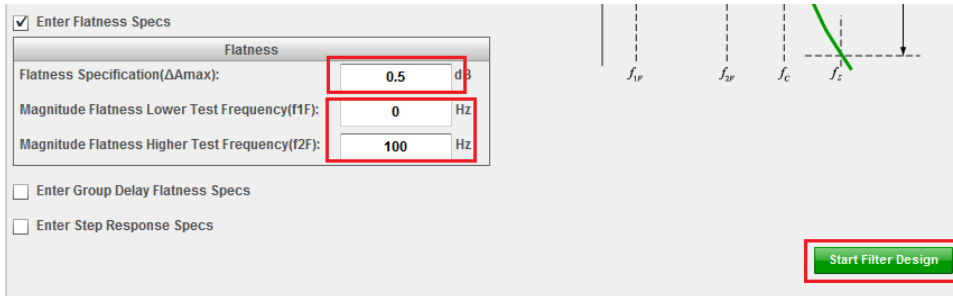 Enter Flatness Specs
Flatness
Flatness Specification(ΔAmax): 0.5 dB
Magnitude Flatness Lower Test Frequency(f1F): 0 Hz
Magnitude Flatness Higher Test Frequency(f2F): 100 Hz
Enter Group Delay Flatness Specs
Enter Step Response Specs
f1F f2F fC fZ
Start Filter Design